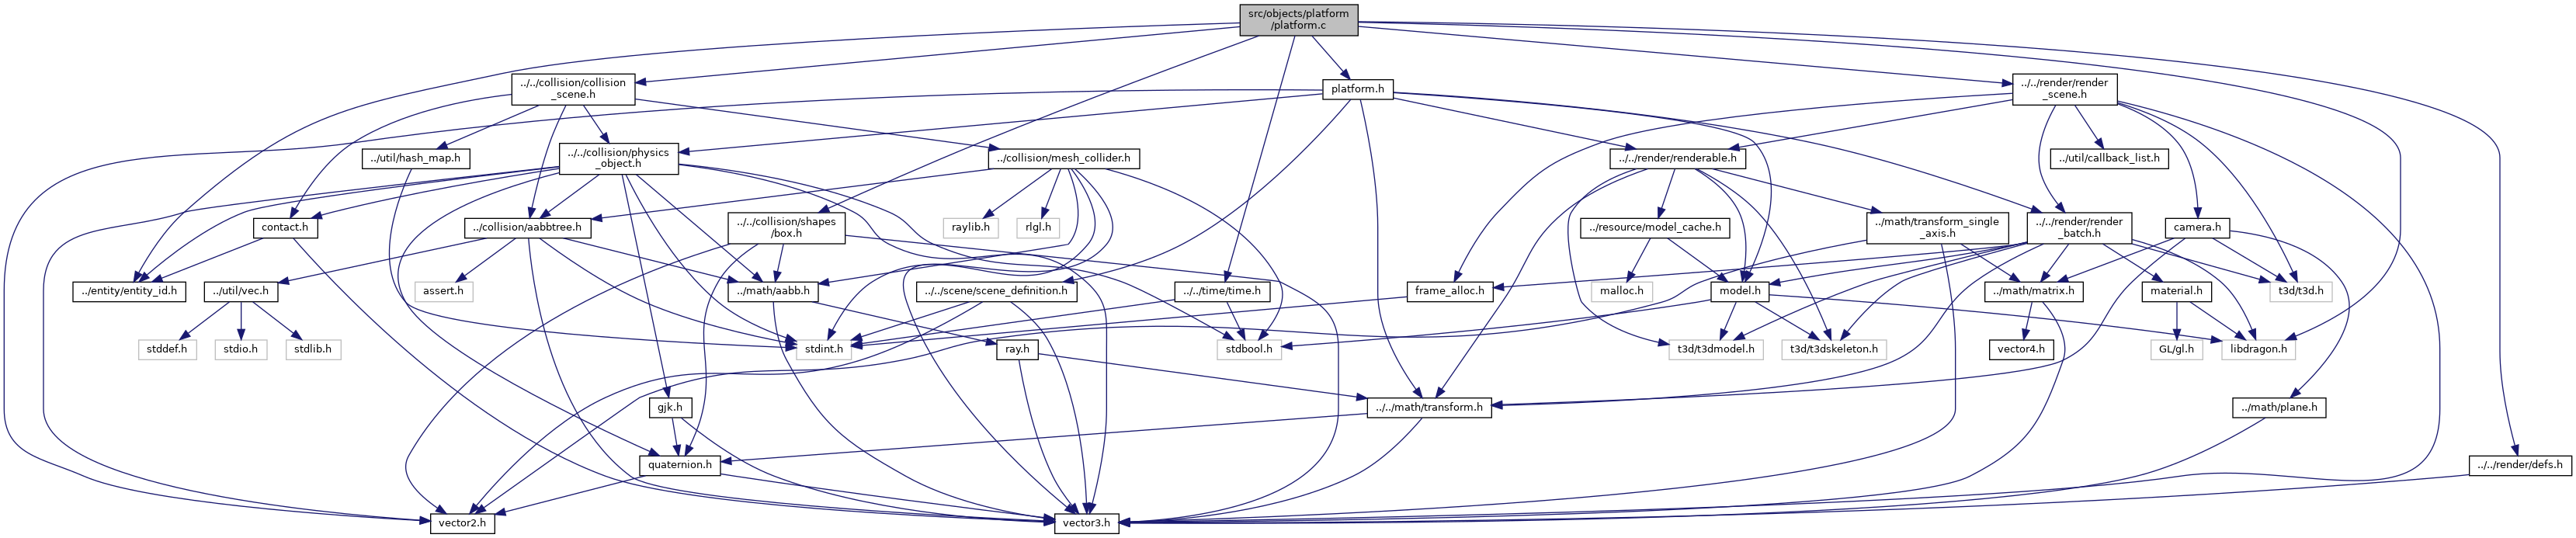 src/objects/platform
/platform.c
../../collision/collision
_scene.h
platform.h
../../render/render
_scene.h
../util/hash_map.h
../../collision/physics
_object.h
../collision/mesh_collider.h
../../render/renderable.h
../util/callback_list.h
contact.h
../collision/aabbtree.h
../../collision/shapes
/box.h
raylib.h
rlgl.h
../resource/model_cache.h
../math/transform_single
_axis.h
../../render/render
_batch.h
camera.h
../entity/entity_id.h
../util/vec.h
assert.h
../math/aabb.h
../../scene/scene_definition.h
../../time/time.h
frame_alloc.h
malloc.h
model.h
../math/matrix.h
material.h
t3d/t3d.h
stddef.h
stdio.h
stdlib.h
stdint.h
ray.h
stdbool.h
t3d/t3dmodel.h
t3d/t3dskeleton.h
vector4.h
GL/gl.h
libdragon.h
gjk.h
../../math/transform.h
../math/plane.h
quaternion.h
../../render/defs.h
vector2.h
vector3.h